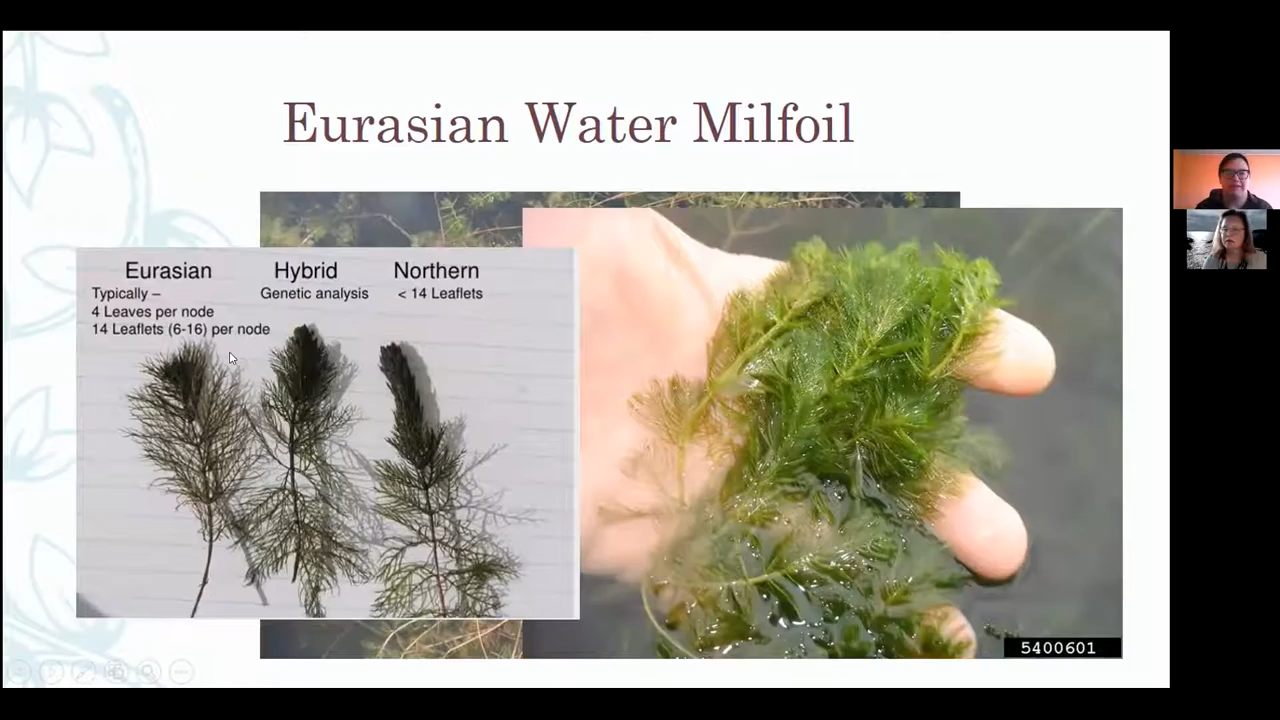 Eurasian Water Milfoil
Eurasian
Typically –
4 Leaves per node
14 Leaflets (6-16) per node
Hybrid
Genetic analysis
Northern
< 14 Leaflets
5400601